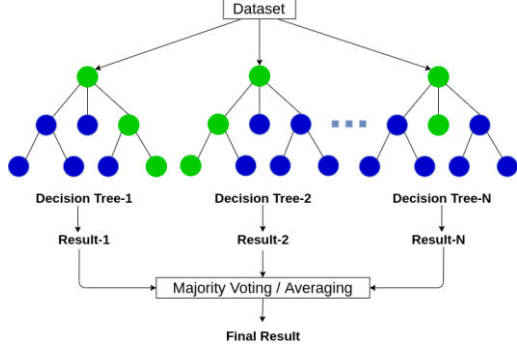 Dataset
Decision Tree-1
Decision Tree-2
Decision Tree-N
Result-1
Result-2
Result-N
Majority Voting / Averaging
Final Result